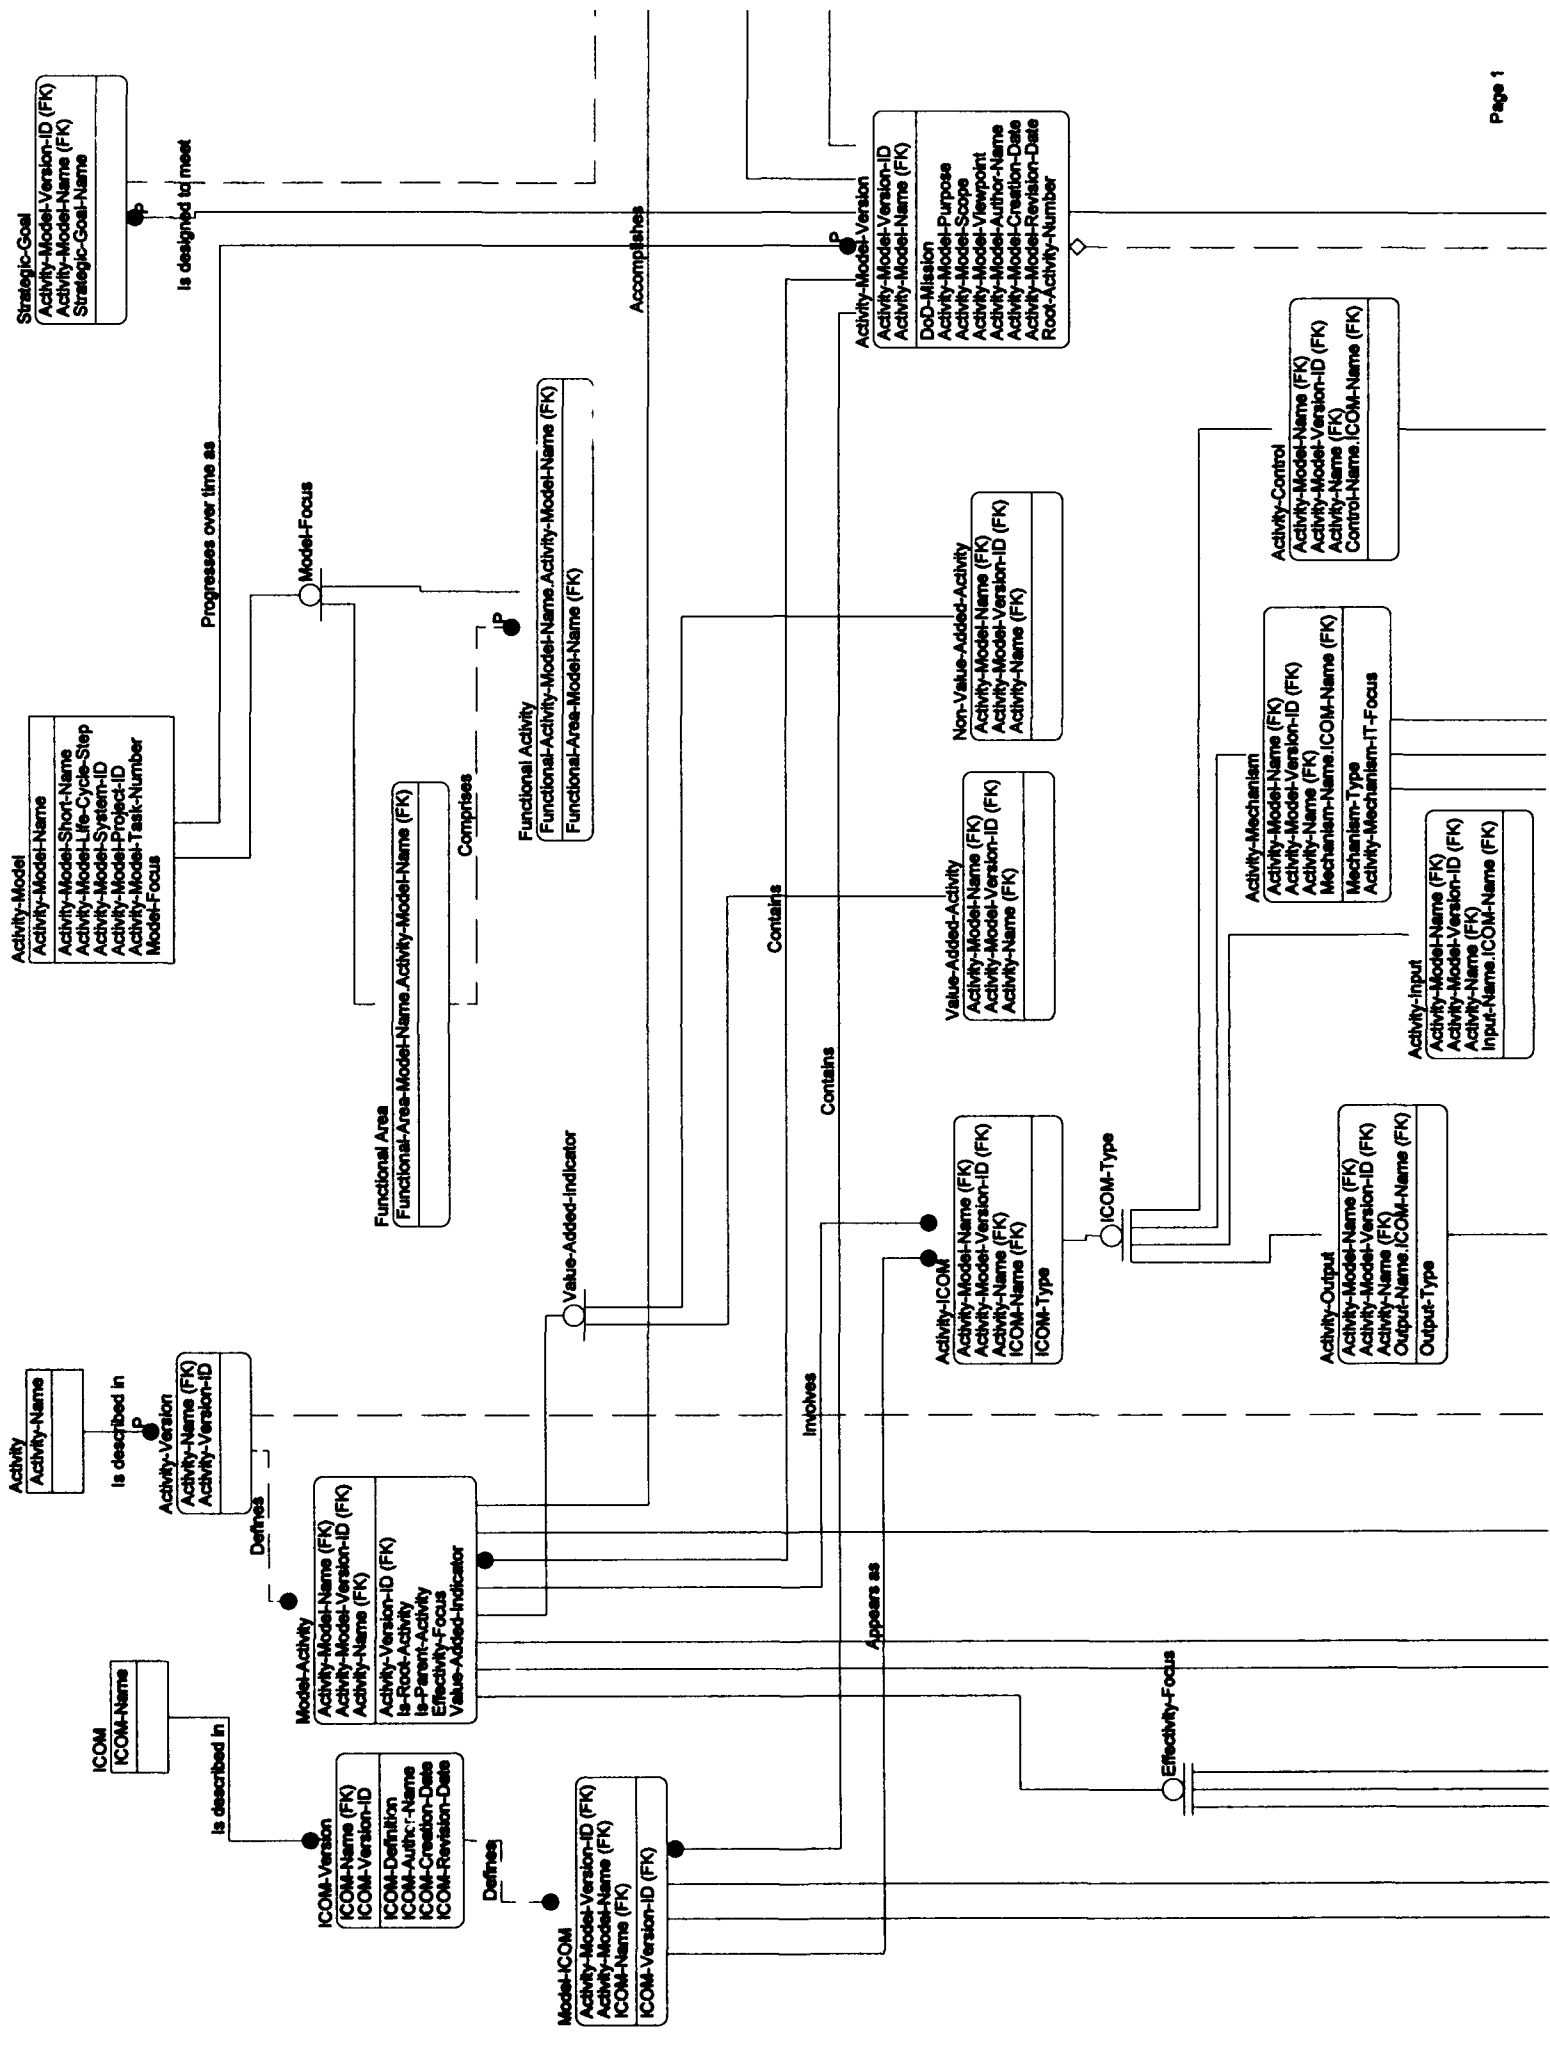 ICOM
ICOM-Name
Is described in
ICOM-Version
ICOM-Name (FK)
ICOM-Version-ID
ICOM-Definition
ICOM-Author-Name
ICOM-Creation-Date
ICOM-Revision-Date
Defines
Model-ICOM
Activity-Model-Version-ID (FK)
Activity-Model-Name (FK)
ICOM-Name (FK)
ICOM-Version-ID (FK)
Activity
Activity-Name
Is described in
P
Activity-Version
Activity-Name (FK)
Activity-Version-ID
Defines
Model-Activity
Activity-Model-Name (FK)
Activity-Model-Version-ID (FK)
Activity-Name (FK)
Activity-Version-ID (FK)
Is-Root-Activity
Is-Parent-Activity
Effectivity-Focus
Value-Added-Indicator
Value-Added-Indicator
Involves
Appears as
Effectivity-Focus
Activity-Model
Activity-Model-Name
Activity-Model-Short-Name
Activity-Model-Life-Cycle-Step
Activity-Model-System-ID
Activity-Model-Project-ID
Activity-Model-Task-Number
Model-Focus
Progresses over time as
Model-Focus
Functional Area
Functional-Area-Model-Name.Activity-Model-Name (FK)
Comprises
P
Functional Activity
Functional-Activity-Model-Name.Activity-Model-Name (FK)
Functional-Area-Model-Name (FK)
Strategic-Goal
Activity-Model-Version-ID (FK)
Activity-Model-Name (FK)
Strategic-Goal-Name
P
Is designed to meet
Accomplishes
Contains
Contains
P
Activity-Model-Version
Activity-Model-Version-ID
Activity-Model-Name (FK)
DoD-Mission
Activity-Model-Purpose
Activity-Model-Scope
Activity-Model-Viewpoint
Activity-Model-Author-Name
Activity-Model-Creation-Date
Activity-Model-Revision-Date
Root-Activity-Number
Value-Added-Activity
Activity-Model-Name (FK)
Activity-Model-Version-ID (FK)
Activity-Name (FK)
Non-Value-Added-Activity
Activity-Model-Name (FK)
Activity-Model-Version-ID (FK)
Activity-Name (FK)
Activity-ICOM
Activity-Model-Name (FK)
Activity-Model-Version-ID (FK)
Activity-Name (FK)
ICOM-Name (FK)
ICOM-Type
ICOM-Type
Activity-Output
Activity-Model-Name (FK)
Activity-Model-Version-ID (FK)
Activity-Name (FK)
Output-Name.ICOM-Name (FK)
Output-Type
Activity-Input
Activity-Model-Name (FK)
Activity-Model-Version-ID (FK)
Activity-Name (FK)
Input-Name.ICOM-Name (FK)
Activity-Mechanism
Activity-Model-Name (FK)
Activity-Model-Version-ID (FK)
Activity-Name (FK)
Mechanism-Name.ICOM-Name (FK)
Mechanism-Type
Activity-Mechanism-IT-Focus
Activity-Control
Activity-Model-Name (FK)
Activity-Model-Version-ID (FK)
Activity-Name (FK)
Control-Name.ICOM-Name (FK)
Page 1